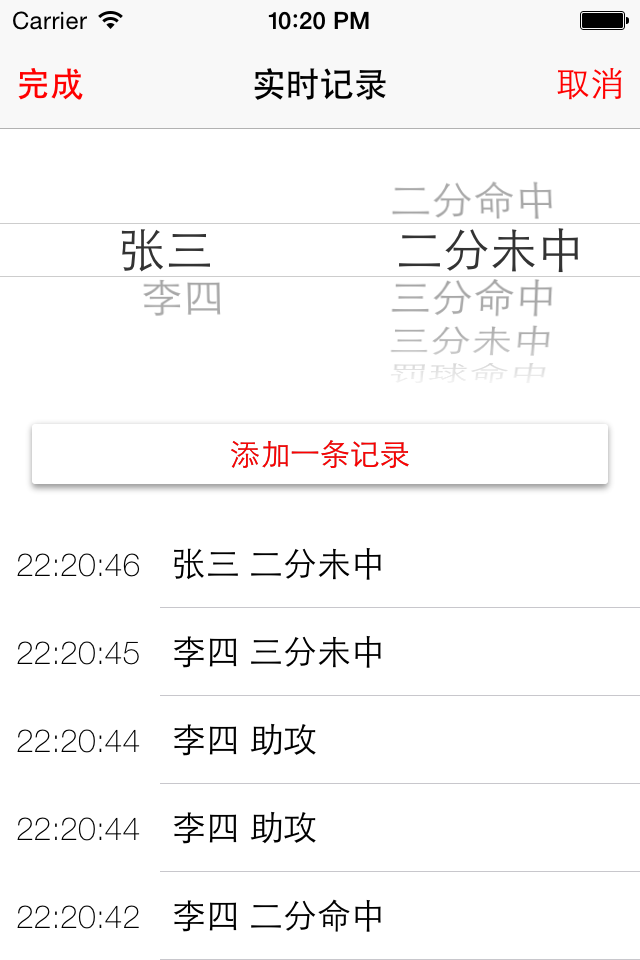 Carrier 10:20 PM
完成 实时记录 取消
二分命中
张三 二分未中
李四 三分命中
三分未中
罚球命中
添加一条记录
22:20:46 张三 二分未中
22:20:45 李四 三分未中
22:20:44 李四 助攻
22:20:44 李四 助攻
22:20:42 李四 二分命中